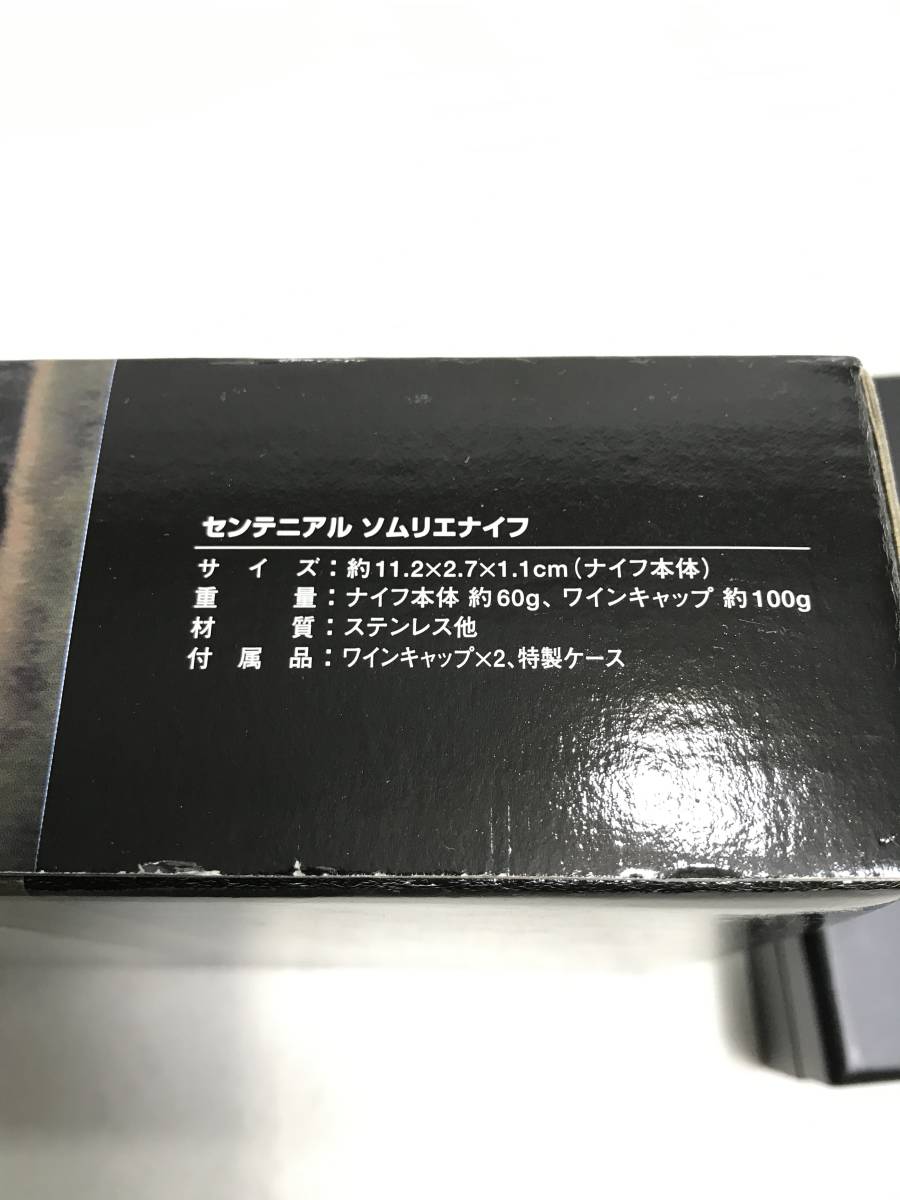 センテニアル ソムリエナイフ
サイズ：約11.2×2.7×1.1cm（ナイフ本体）
重量：ナイフ本体 約60g、ワインキャップ 約100g
材質：ステンレス他
付属品：ワインキャップ×2、特製ケース